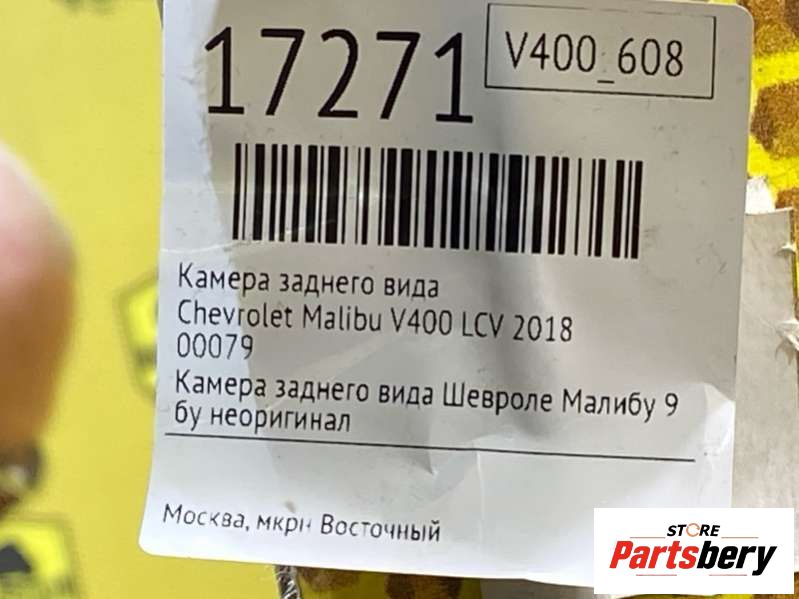 17271
V400_608
Камера заднего вида
Chevrolet Malibu V400 LCV 2018
00079
Камера заднего вида Шевроле Малибу 9
бу неоригинал
Москва, мкрн Восточный
STORE
Partsbery